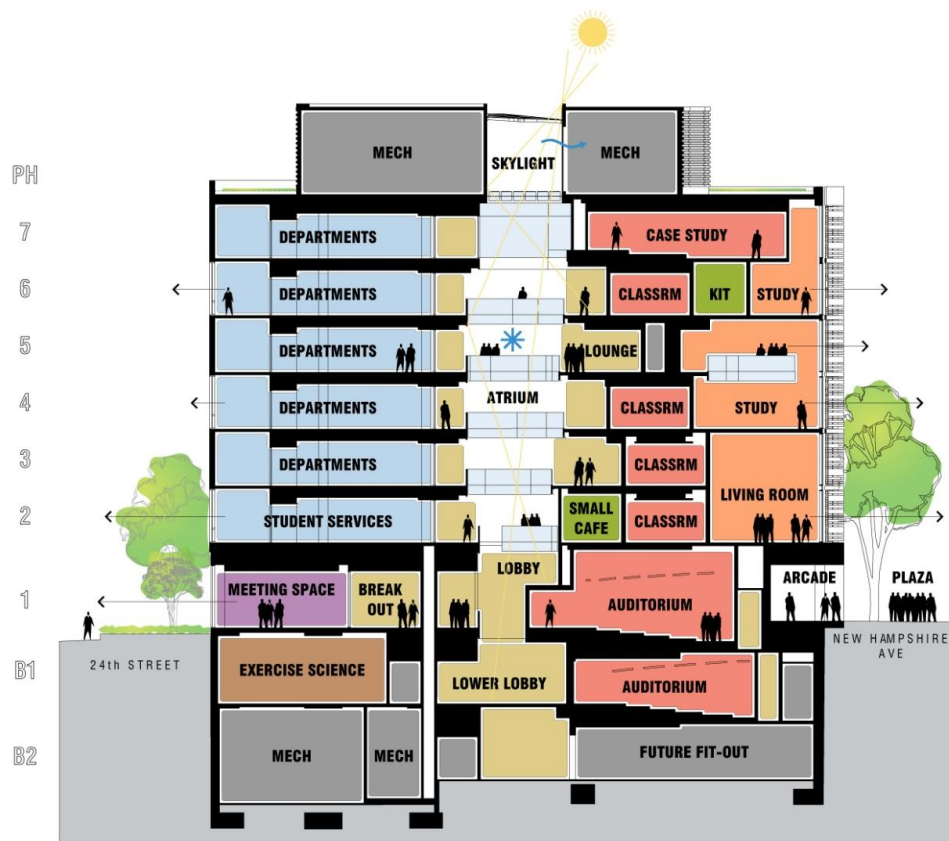 PH
MECH
SKYLIGHT
MECH
7
DEPARTMENTS
CASE STUDY
6
DEPARTMENTS
CLASSRM
KIT
STUDY
5
DEPARTMENTS
LOUNGE
4
DEPARTMENTS
ATRIUM
CLASSRM
STUDY
3
DEPARTMENTS
CLASSRM
LIVING ROOM
2
STUDENT SERVICES
SMALL
CAFE
CLASSRM
1
MEETING SPACE
BREAK
OUT
LOBBY
AUDITORIUM
ARCADE
PLAZA
24th STREET
NEW HAMPSHIRE
AVE
B1
EXERCISE SCIENCE
LOWER LOBBY
AUDITORIUM
B2
MECH
MECH
FUTURE FIT-OUT